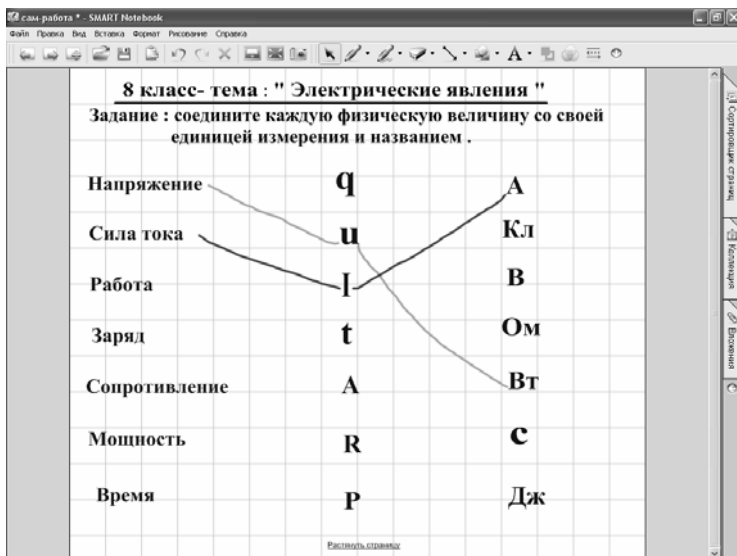 сам-работа * - SMART Notebook
Файл Правка Вид Вставка Формат Рисование Справка
8 класс- тема : " Электрические явления "
Задание : соедините каждую физическую величину со своей
единицей измерения и названием .
Напряжение q А
Сила тока u Кл
Работа I В
Заряд t Ом
Сопротивление A Вт
Мощность R с
Время P Дж
Растянуть страницу
Сортировщик страниц
Коллекция
Вложения